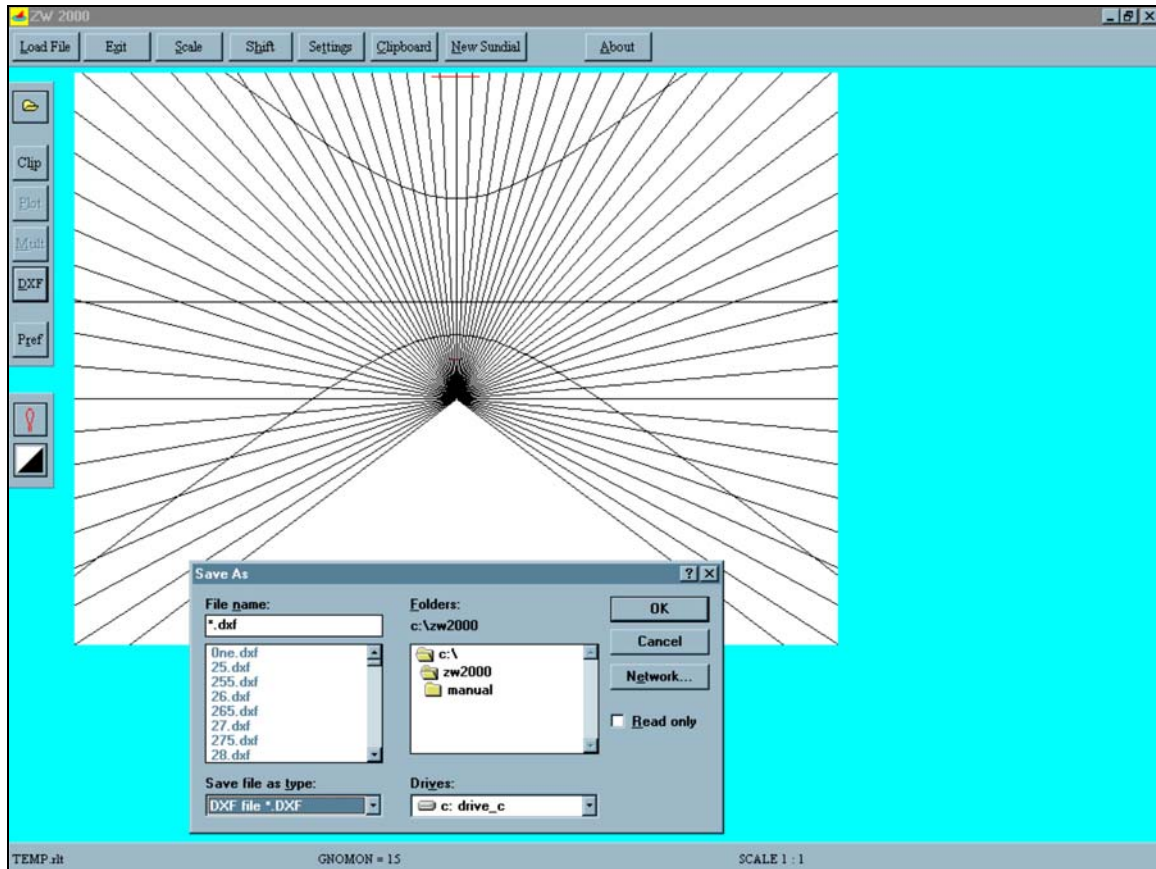 ZW 2000
Load File Exit Scale Shift Settings Clipboard New Sundial About
Clip
Plot
Mult
DXF
Pref
Save As
File name:
*.dxf
One.dxf
25.dxf
255.dxf
26.dxf
265.dxf
27.dxf
275.dxf
28.dxf
Save file as type:
DXF file *.DXF
Folders:
c:\zw2000
c:\
zw2000
manual
Drives:
c: drive_c
OK
Cancel
Network...
Read only
TEMP.rlt GNOMON = 15 SCALE 1 : 1